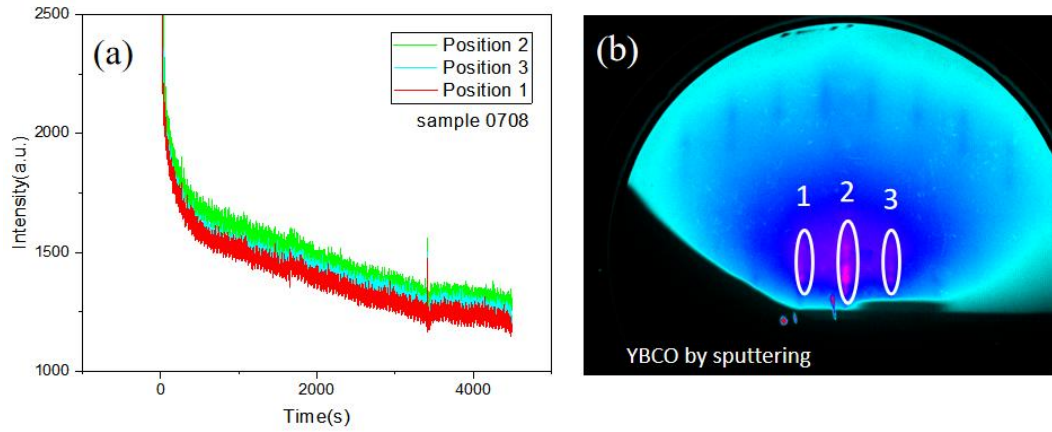 (a)
2500
2000
1500
1000
Intensity(a.u.)
0
2000
4000
Time(s)
Position 2
Position 3
Position 1
sample 0708
(b)
1
2
3
YBCO by sputtering